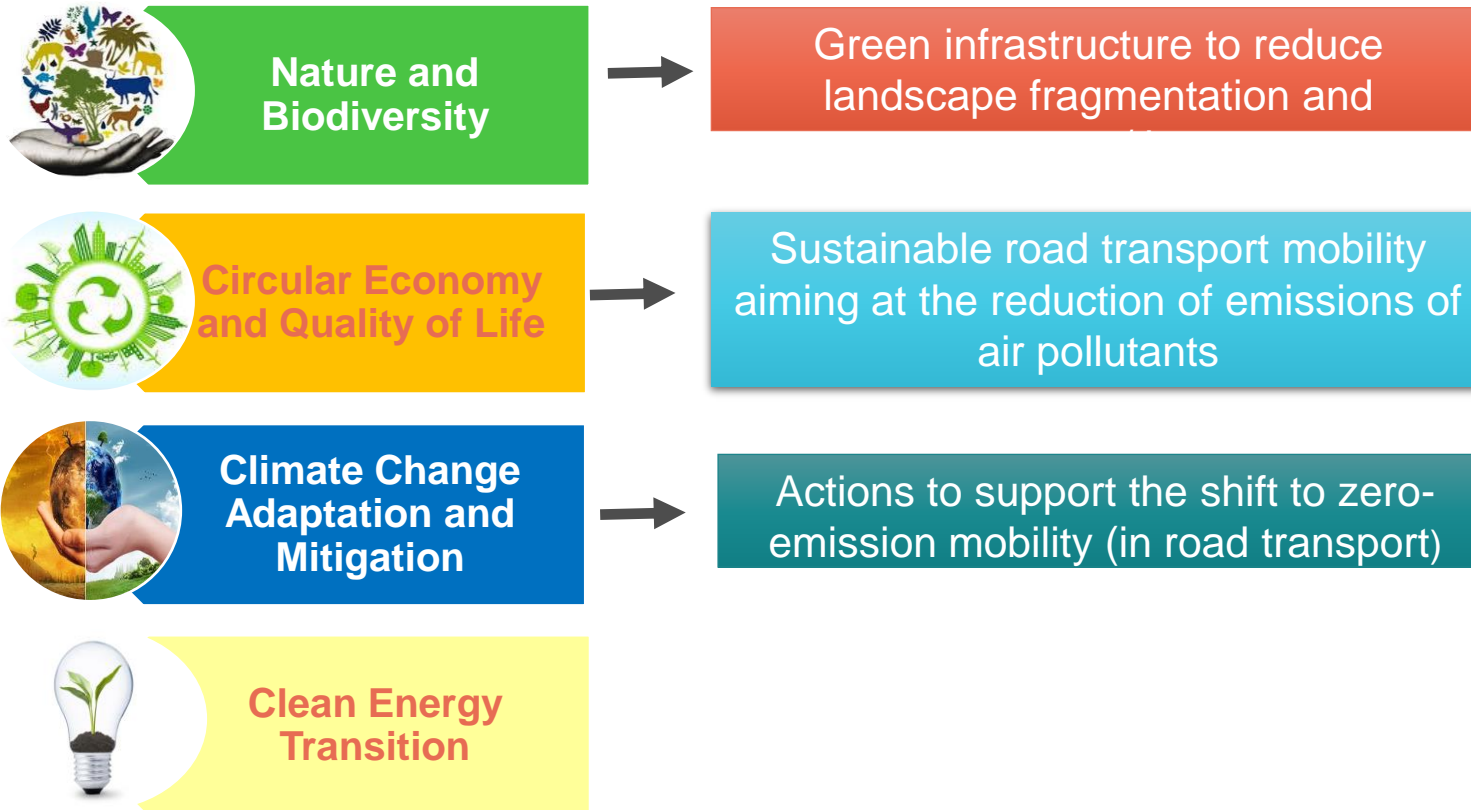 Nature and
Biodiversity
Green infrastructure to reduce
landscape fragmentation and
Circular Economy
and Quality of Life
Sustainable road transport mobility
aiming at the reduction of emissions of
air pollutants
Climate Change
Adaptation and
Mitigation
Actions to support the shift to zero-
emission mobility (in road transport)
Clean Energy
Transition